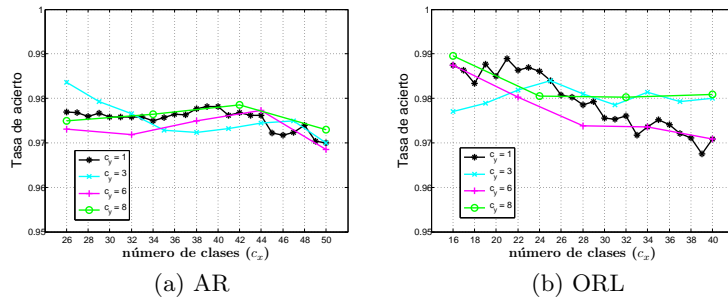 1
0.99
0.98
0.97
0.96
0.95
Tasa de acierto
c_y = 1
c_y = 3
c_y = 6
c_y = 8
26 28 30 32 34 36 38 40 42 44 46 48 50
número de clases (c_x)
(a) AR
1
0.99
0.98
0.97
0.96
0.95
Tasa de acierto
c_y = 1
c_y = 3
c_y = 6
c_y = 8
16 18 20 22 24 26 28 30 32 34 36 38 40
número de clases (c_x)
(b) ORL